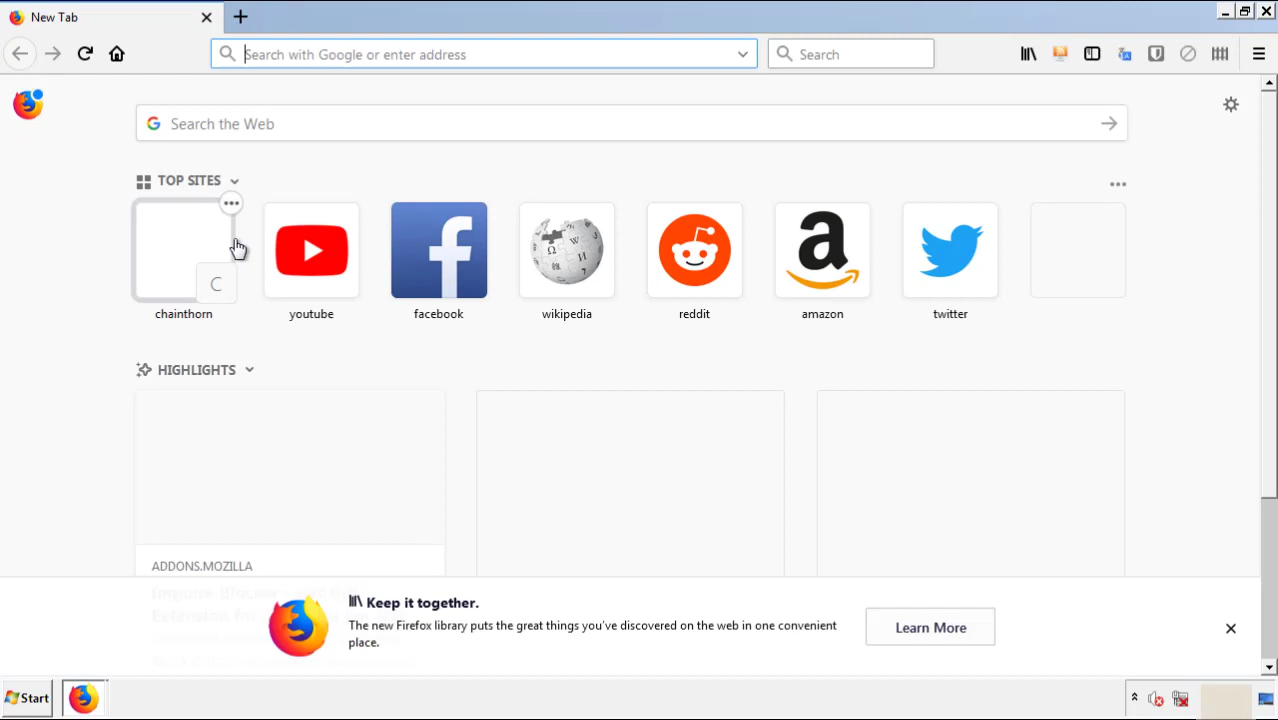 New Tab
Search with Google or enter address
Search
Search the Web
TOP SITES
C
chainthorn
youtube
facebook
wikipedia
reddit
amazon
twitter
HIGHLIGHTS
ADDONS.MOZILLA
Keep it together.
The new Firefox library puts the great things you've discovered on the web in one convenient
place.
Learn More
Start